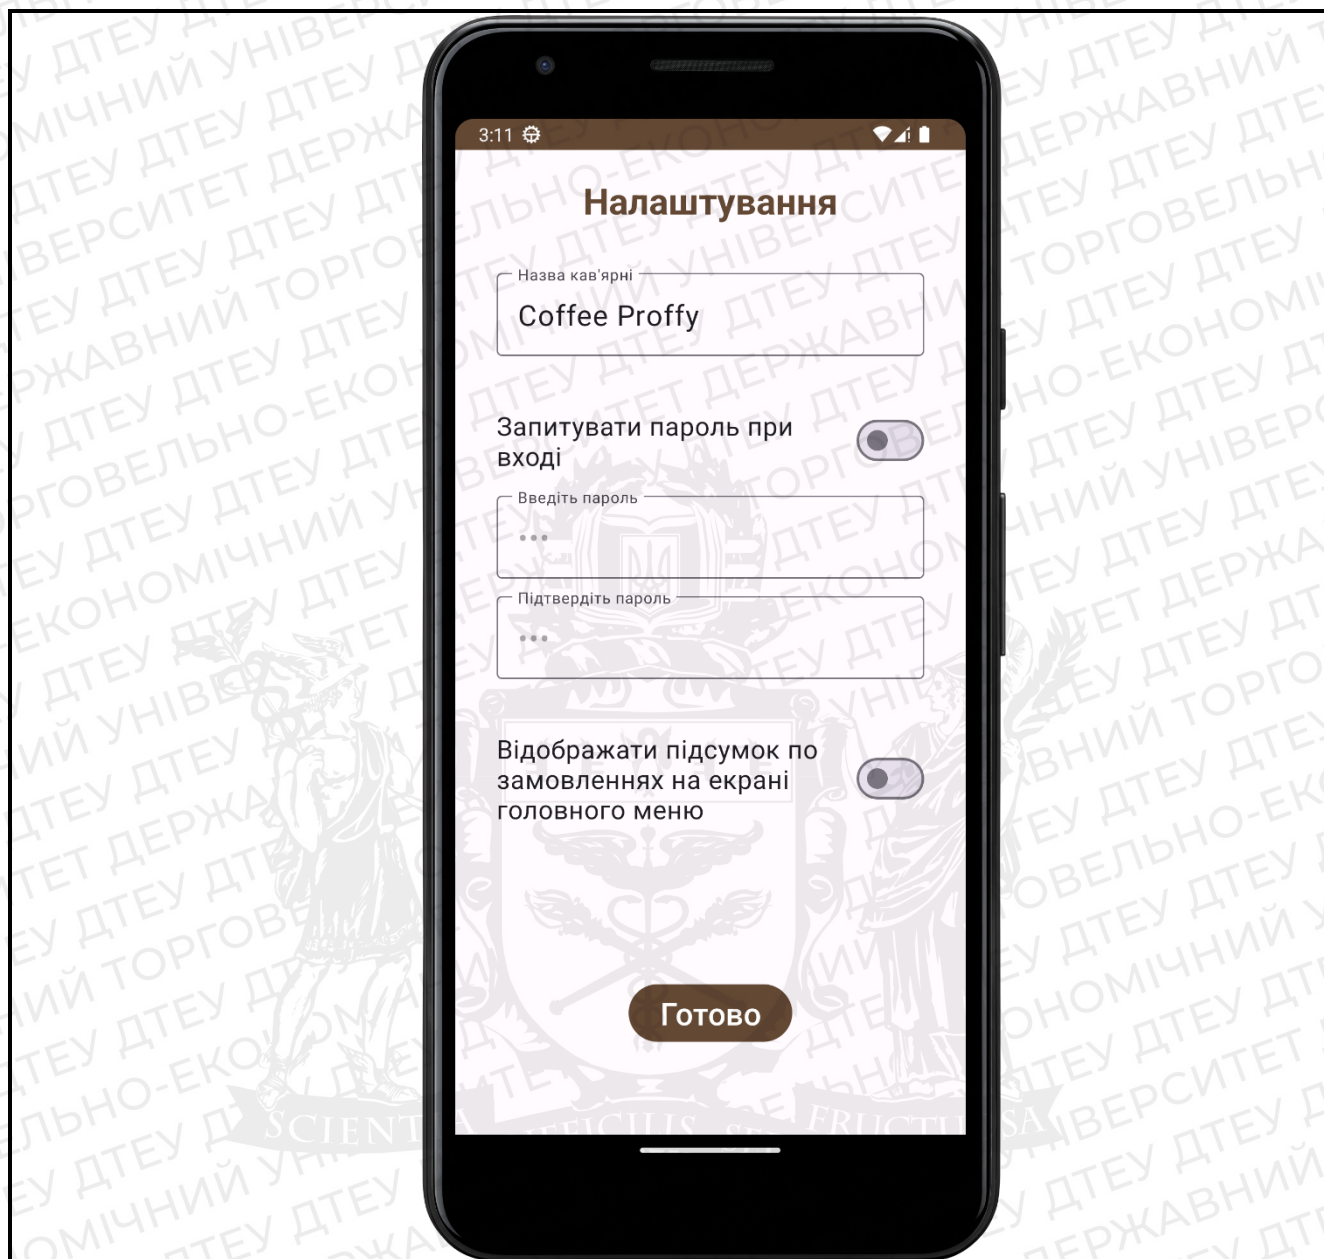 3:11
Налаштування
Назва кав'ярні
Coffee Proffy
Запитувати пароль при
вході
Введіть пароль
Підтвердіть пароль
Відображати підсумок по
замовленнях на екрані
головного меню
Готово